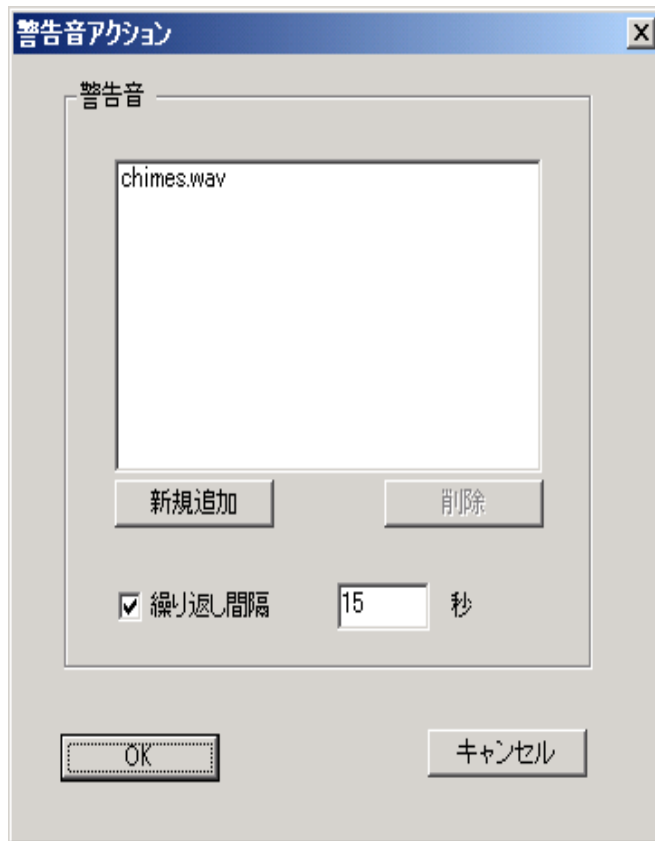 警告音アクション
警告音
chimes.wav
新規追加 削除
繰り返し間隔 15 秒
OK キャンセル